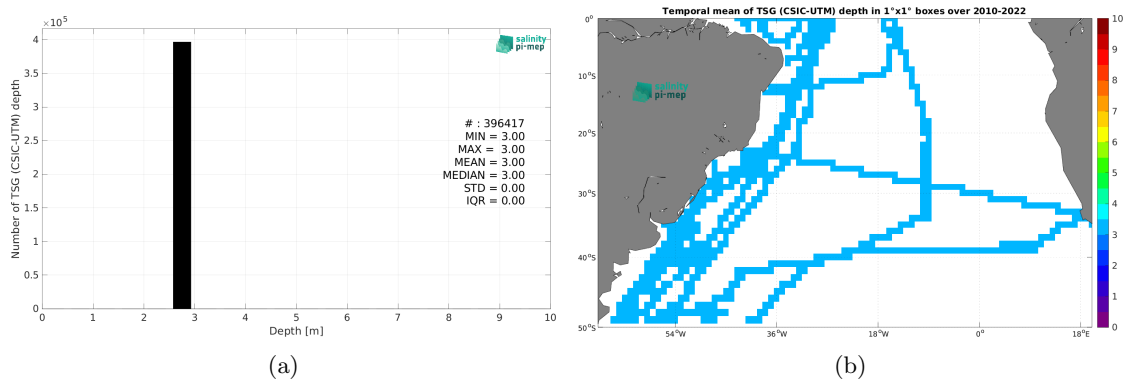 ×10⁵
4
3.5
3
2.5
2
1.5
1
0.5
0
Number of TSG (CSIC-UTM) depth
salinity
pi-mep
# : 396417
MIN = 3.00
MAX = 3.00
MEAN = 3.00
MEDIAN = 3.00
STD = 0.00
IQR = 0.00
0 1 2 3 4 5 6 7 8 9 10
Depth [m]
(a)
Temporal mean of TSG (CSIC-UTM) depth in 1°x1° boxes over 2010-2022
0°
10°S
20°S
30°S
40°S
50°S
salinity
pi-mep
54°W 36°W 18°W 0° 18°E
10
9
8
7
6
5
4
3
2
1
0
(b)